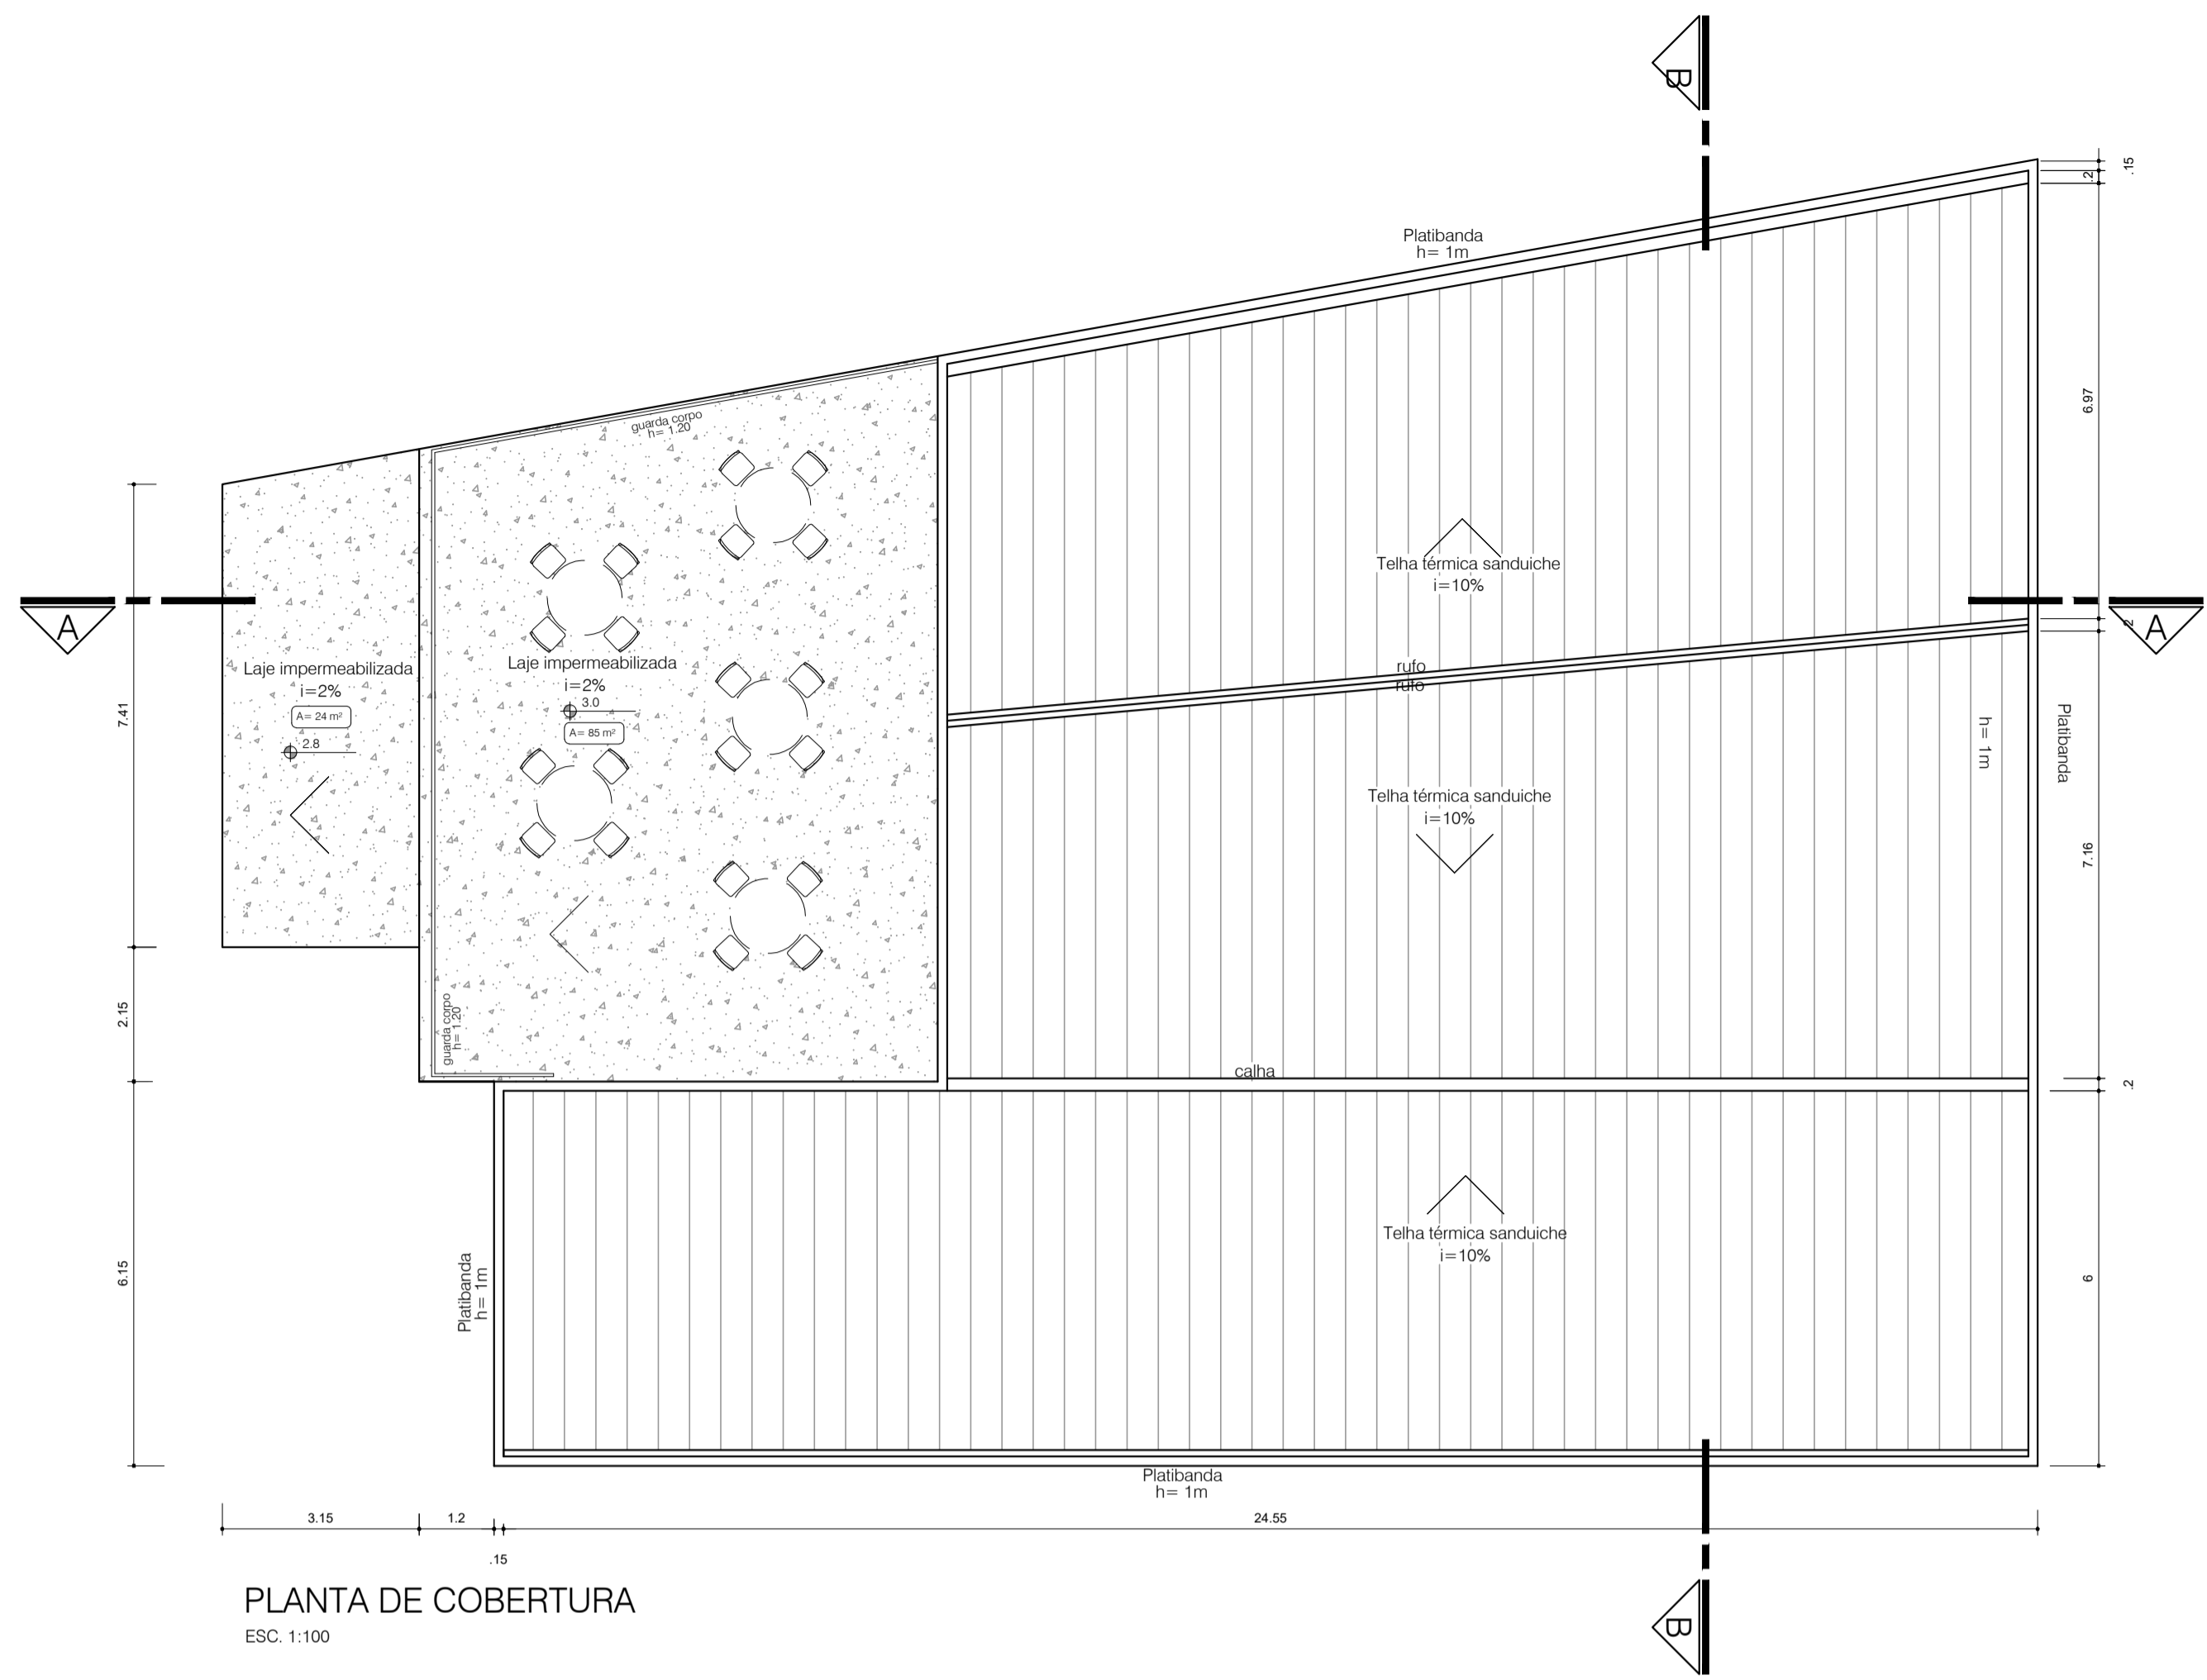 B
.15
.2
Platibanda
h= 1m
6.97
guarda corpo
h= 1.20
Telha térmica sanduiche
i=10%
A
A
.2
Laje impermeabilizada
i=2%
A= 24 m²
2.8
Laje impermeabilizada
i=2%
3.0
A= 85 m²
rufo
rufo
7.41
Platibanda
h= 1m
Telha térmica sanduiche
i=10%
7.16
2.15
guarda corpo
h= 1.20
calha
.2
Telha térmica sanduiche
i=10%
6.15
Platibanda
h= 1m
6
Platibanda
h= 1m
3.15
1.2
24.55
.15
PLANTA DE COBERTURA
ESC. 1:100
B